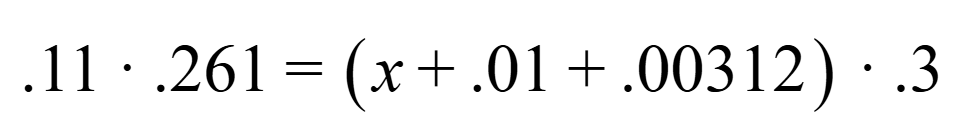 .11 · .261 = (x + .01 + .00312) · .3